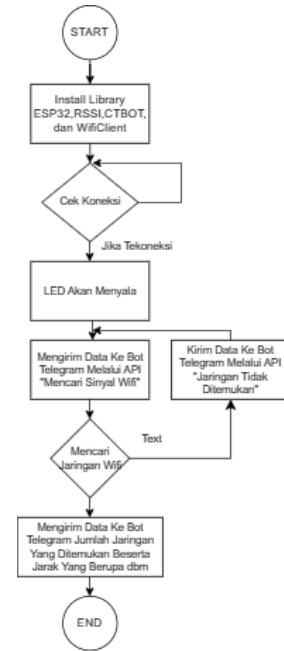 START
Install Library
ESP32,RSSI,CTBOT,
dan WifiClient
Cek Koneksi
Jika Tekoneksi
LED Akan Menyala
Mengirim Data Ke Bot
Telegram Melalui API
"Mencari Sinyal Wifi"
Kirim Data Ke Bot
Telegram Melalui API
"Jaringan Tidak
Ditemukan"
Text
Mencari
Jaringan Wifi
Mengirim Data Ke Bot
Telegram Jumlah Jaringan
Yang Ditemukan Beserta
Jarak Yang Berupa dbm
END